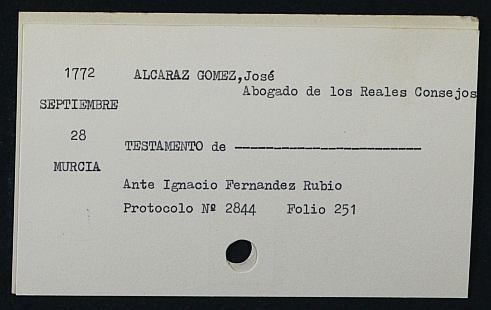 1772 ALCARAZ GOMEZ,José
Abogado de los Reales Consejos
SEPTIEMBRE
28
TESTAMENTO de ------------------------
MURCIA
Ante Ignacio Fernandez Rubio
Protocolo Nº 2844 Folio 251